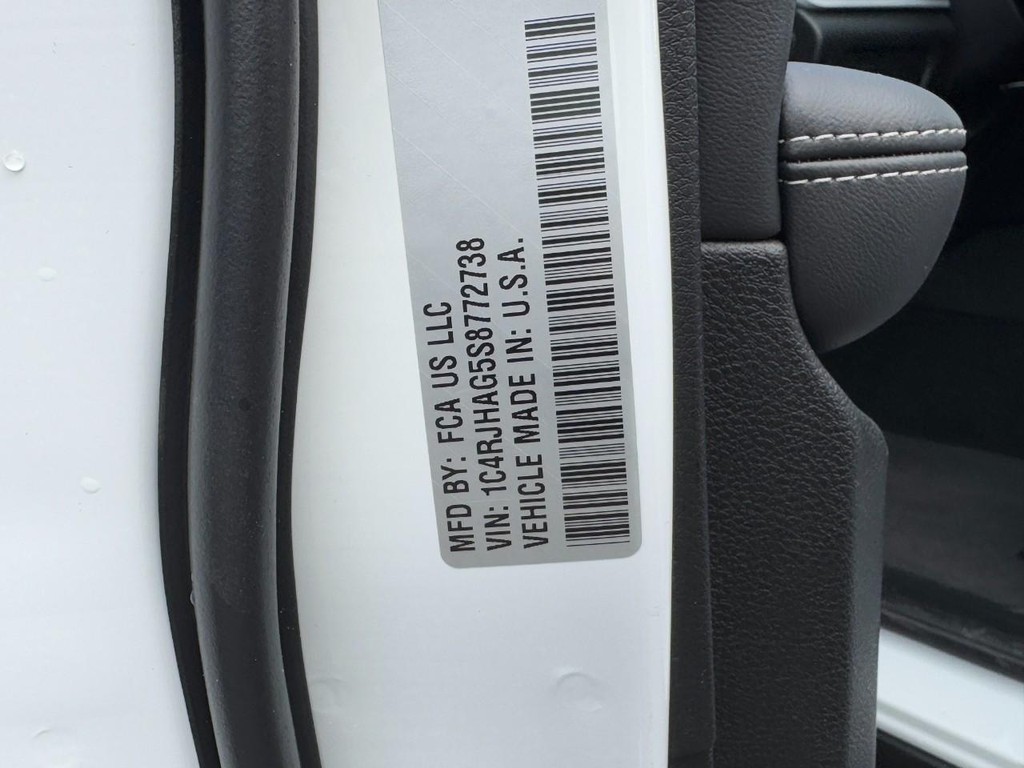 MFD BY: FCA US LLC
VIN: 1C4RJHAG5S8772738
VEHICLE MADE IN: U.S.A.